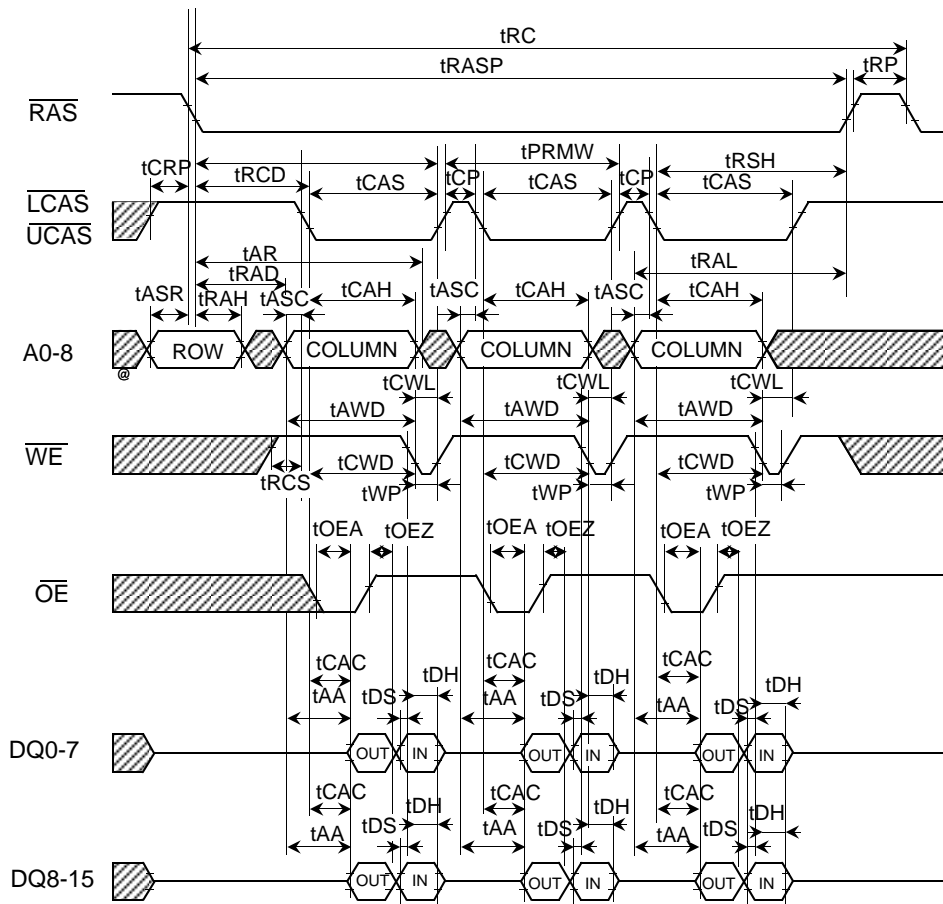 tRC
tRASP
tRP
RAS
tPRMW
tCRP
tRCD
tRSH
tCAS
tCP
tCAS
tCP
tCAS
LCAS
UCAS
tAR
tRAD
tRAL
tASR
tRAH
tASC
tCAH
tASC
tCAH
tASC
tCAH
A0-8
ROW
COLUMN
COLUMN
COLUMN
@
tCWL
tCWL
tCWL
tAWD
tAWD
tAWD
WE
tCWD
tCWD
tCWD
tRCS
tWP
tWP
tWP
tOEA
tOEZ
tOEA
tOEZ
tOEA
tOEZ
OE
tCAC
tCAC
tCAC
tDH
tDH
tDH
tAA
tDS
tAA
tDS
tAA
tDS
DQ0-7
OUT
IN
OUT
IN
OUT
IN
tCAC
tCAC
tCAC
tDH
tDH
tDH
tAA
tDS
tAA
tDS
tAA
tDS
DQ8-15
OUT
IN
OUT
IN
OUT
IN